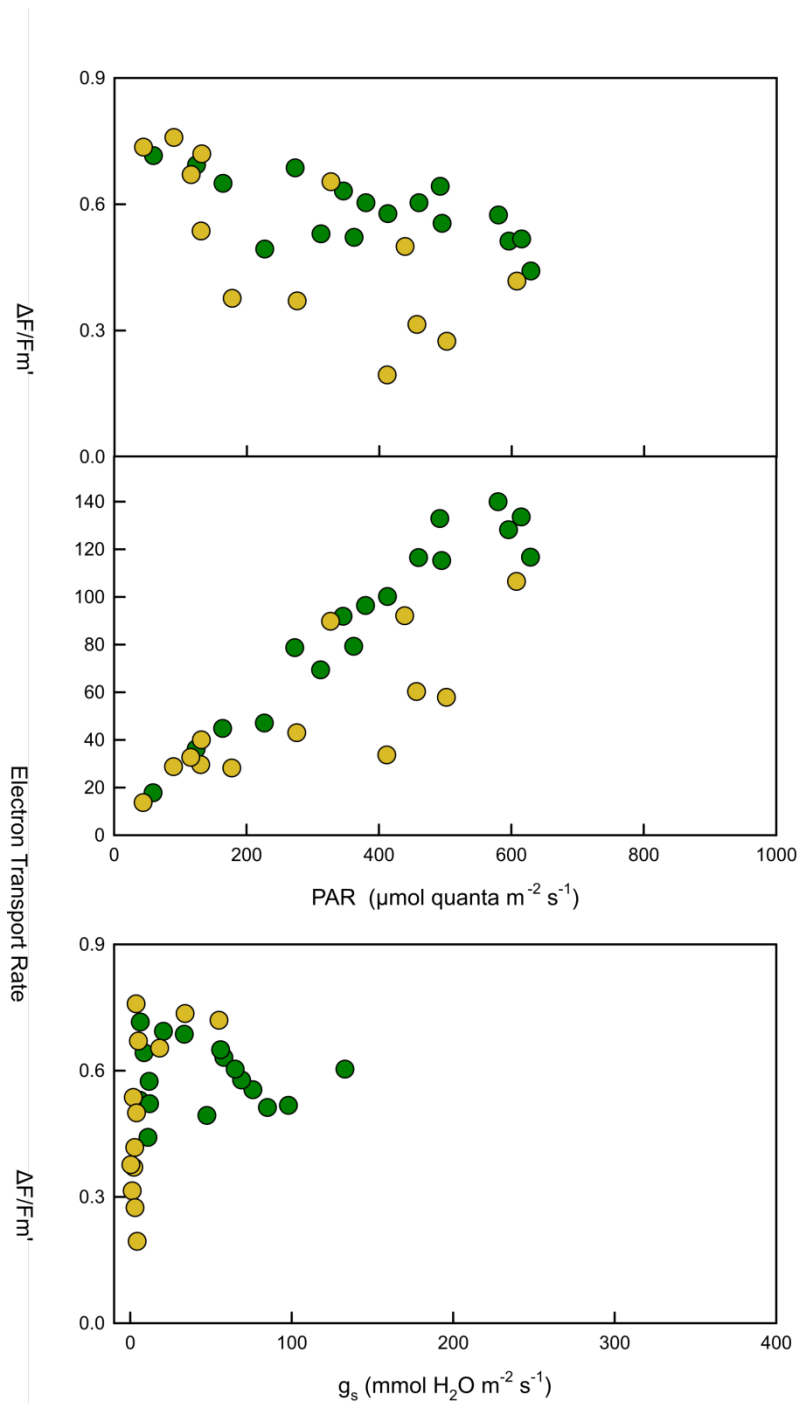 0.9
0.6
0.3
0.0
ΔF/Fm'
140
120
100
80
60
40
20
0
0 200 400 600 800 1000
Electron Transport Rate
PAR (µmol quanta m⁻² s⁻¹)
0.9
0.6
0.3
0.0
ΔF/Fm'
0 100 200 300 400
gₛ (mmol H₂O m⁻² s⁻¹)